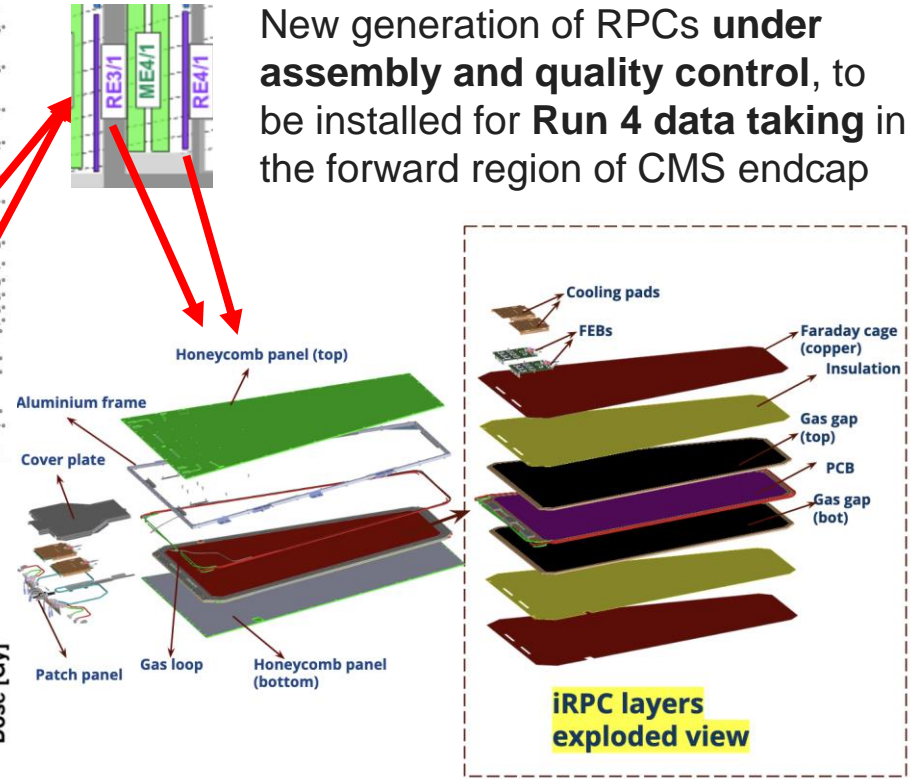 New generation of RPCs under
assembly and quality control, to
be installed for Run 4 data taking in
the forward region of CMS endcap
RE3/1
ME4/1
RE4/1
Honeycomb panel (top)
Aluminium frame
Cover plate
Patch panel
Gas loop
Honeycomb panel
(bottom)
Cooling pads
FEBs
Faraday cage
(copper)
Insulation
Gas gap
(top)
PCB
Gas gap
(bot)
iRPC layers
exploded view
Dose [Gy]